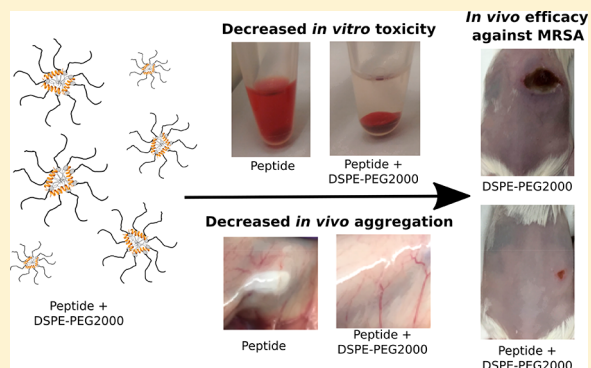 Decreased in vitro toxicity
Peptide
Peptide +
DSPE-PEG2000
In vivo efficacy
against MRSA
DSPE-PEG2000
Peptide +
DSPE-PEG2000
Decreased in vivo aggregation
Peptide
Peptide +
DSPE-PEG2000
Peptide +
DSPE-PEG2000